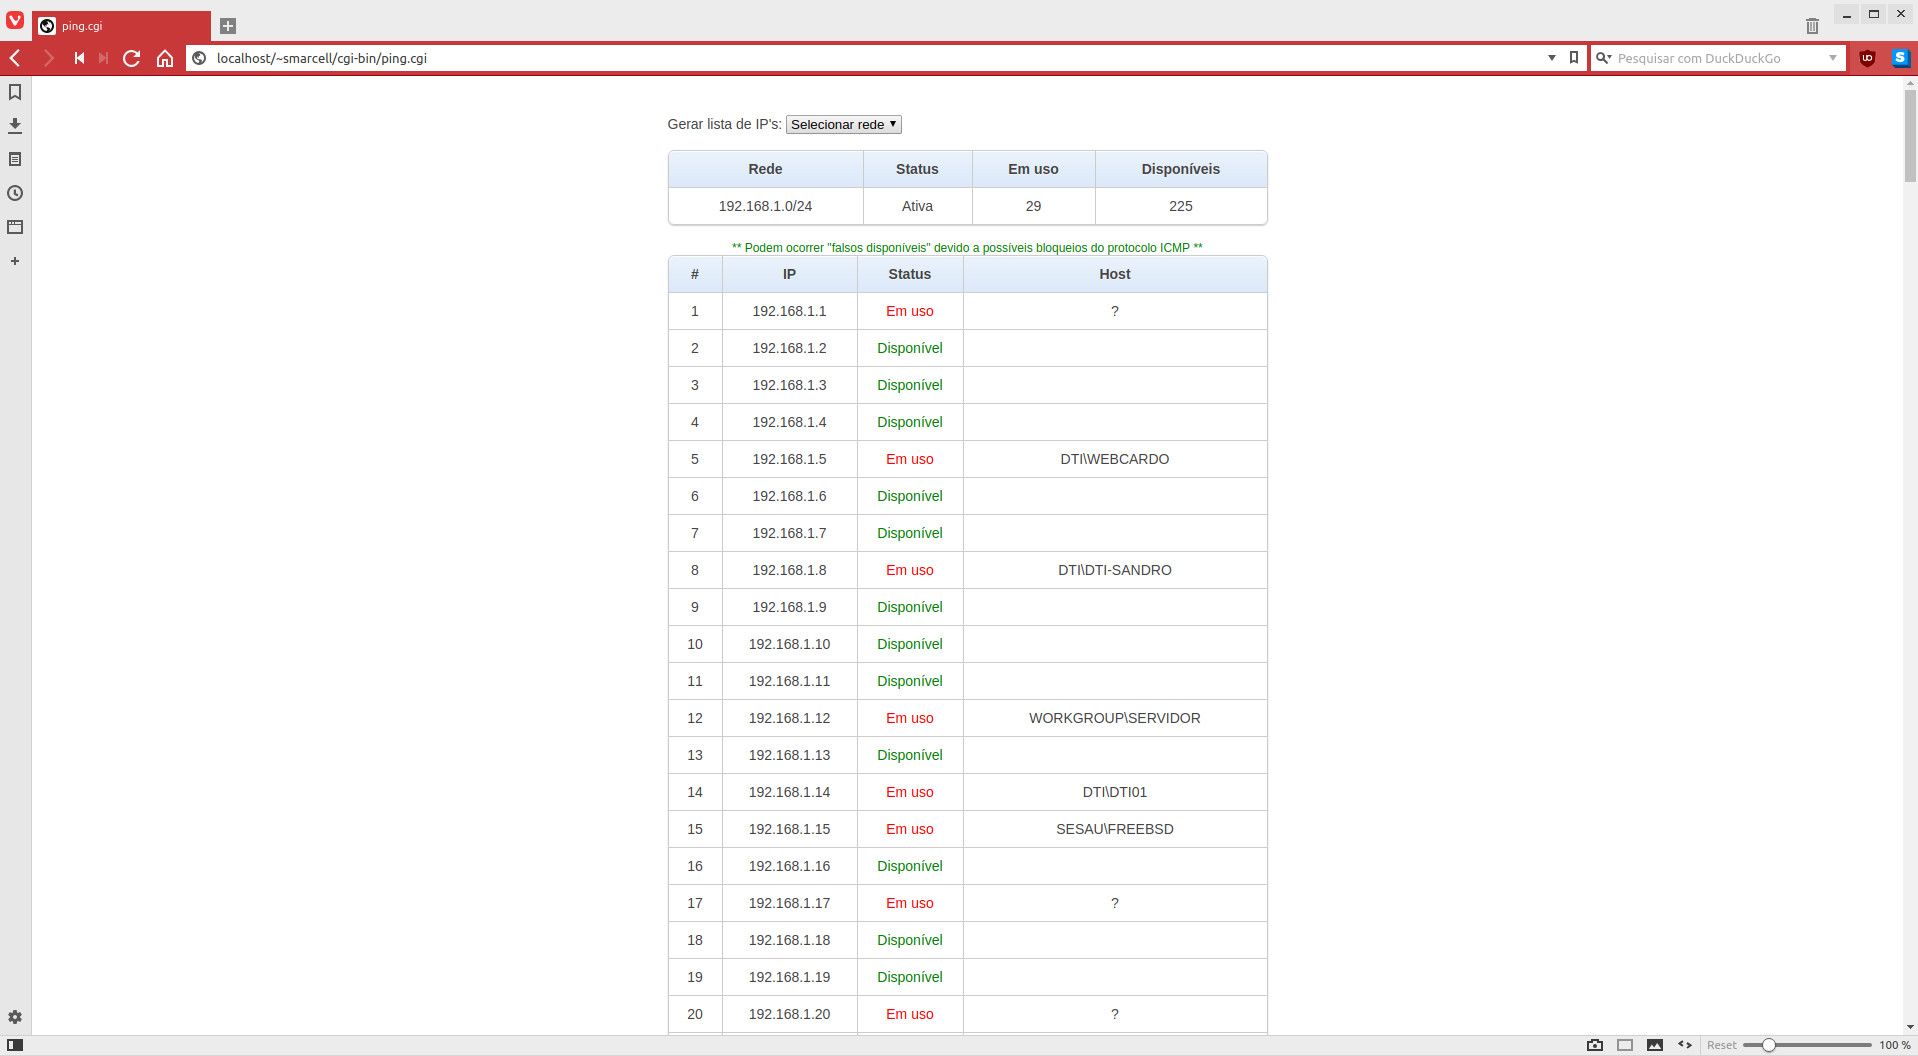 ping.cgi
localhost/~smarcell/cgi-bin/ping.cgi
Pesquisar com DuckDuckGo
Gerar lista de IP's: Selecionar rede
Rede Status Em uso Disponíveis
192.168.1.0/24 Ativa 29 225
** Podem ocorrer "falsos disponíveis" devido a possíveis bloqueios do protocolo ICMP **
# IP Status Host
1 192.168.1.1 Em uso ?
2 192.168.1.2 Disponível
3 192.168.1.3 Disponível
4 192.168.1.4 Disponível
5 192.168.1.5 Em uso DTI\WEBCARDO
6 192.168.1.6 Disponível
7 192.168.1.7 Disponível
8 192.168.1.8 Em uso DTI\DTI-SANDRO
9 192.168.1.9 Disponível
10 192.168.1.10 Disponível
11 192.168.1.11 Disponível
12 192.168.1.12 Em uso WORKGROUP\SERVIDOR
13 192.168.1.13 Disponível
14 192.168.1.14 Em uso DTI\DTI01
15 192.168.1.15 Em uso SESAU\FREEBSD
16 192.168.1.16 Disponível
17 192.168.1.17 Em uso ?
18 192.168.1.18 Disponível
19 192.168.1.19 Disponível
20 192.168.1.20 Em uso ?
Reset 100 %